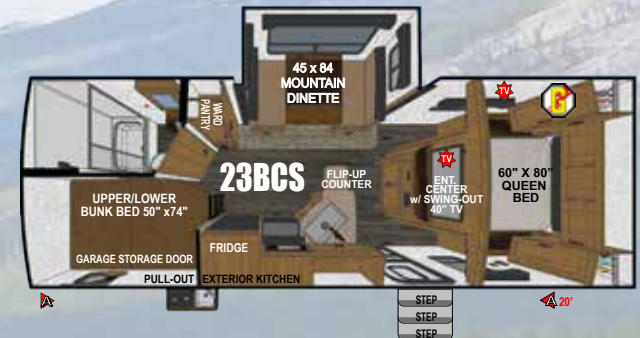 45 x 84
MOUNTAIN
DINETTE
WARD
PANTRY
TV
G
23BCS
FLIP-UP
COUNTER
TV
ENT.
CENTER
w/ SWING-OUT
40" TV
60" X 80"
QUEEN
BED
UPPER/LOWER
BUNK BED 50" x74"
FRIDGE
GARAGE STORAGE DOOR
PULL-OUT EXTERIOR KITCHEN
A
STEP
STEP
STEP
A 20'